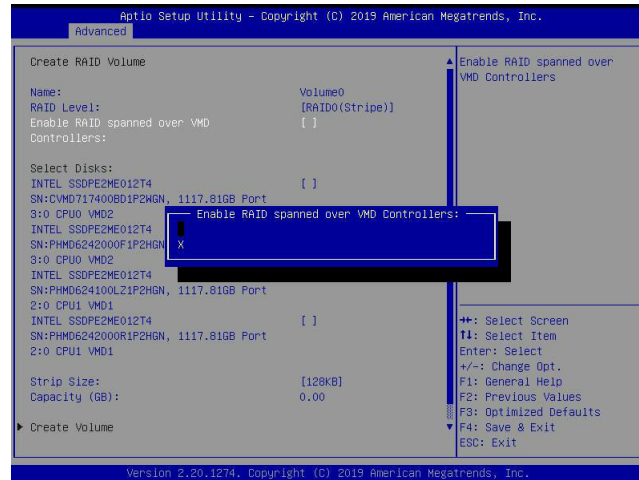 Aptio Setup Utility – Copyright (C) 2019 American Megatrends, Inc.
Advanced
Create RAID Volume
Name: Volume0
RAID Level: [RAID0(Stripe)]
Enable RAID spanned over VMD [ ]
Controllers:
Select Disks:
INTEL SSDPE2ME012T4 [ ]
SN:CVMD717400BD1P2WGN, 1117.81GB Port
3:0 CPU0 VMD2
INTEL SSDPE2ME012T4
SN:PHMD6242000F1P2HGN
3:0 CPU0 VMD2
INTEL SSDPE2ME012T4
SN:PHMD624100LZ1P2HGN, 1117.81GB Port
2:0 CPU1 VMD1
INTEL SSDPE2ME012T4 [ ]
SN:PHMD6242000R1P2HGN, 1117.81GB Port
2:0 CPU1 VMD1
Strip Size: [128KB]
Capacity (GB): 0.00
Create Volume
Enable RAID spanned over VMD Controllers:
X
Enable RAID spanned over
VMD Controllers
→←: Select Screen
↑↓: Select Item
Enter: Select
+/-: Change Opt.
F1: General Help
F2: Previous Values
F3: Optimized Defaults
F4: Save & Exit
ESC: Exit
Version 2.20.1274. Copyright (C) 2019 American Megatrends, Inc.